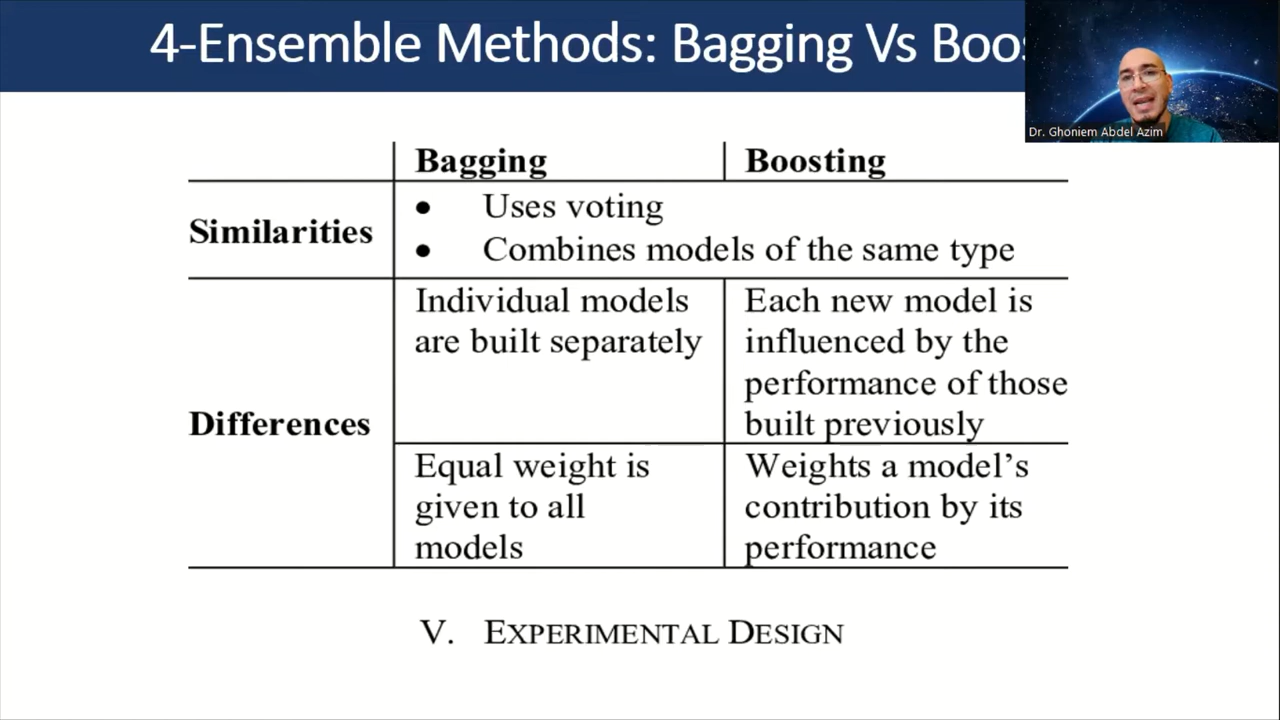 4-Ensemble Methods: Bagging Vs
Dr. Ghoniem Abdel Azim
Bagging Boosting
Similarities
• Uses voting
• Combines models of the same type
Differences
Individual models
are built separately
Each new model is
influenced by the
performance of those
built previously
Equal weight is
given to all
models
Weights a model’s
contribution by its
performance
V. EXPERIMENTAL DESIGN